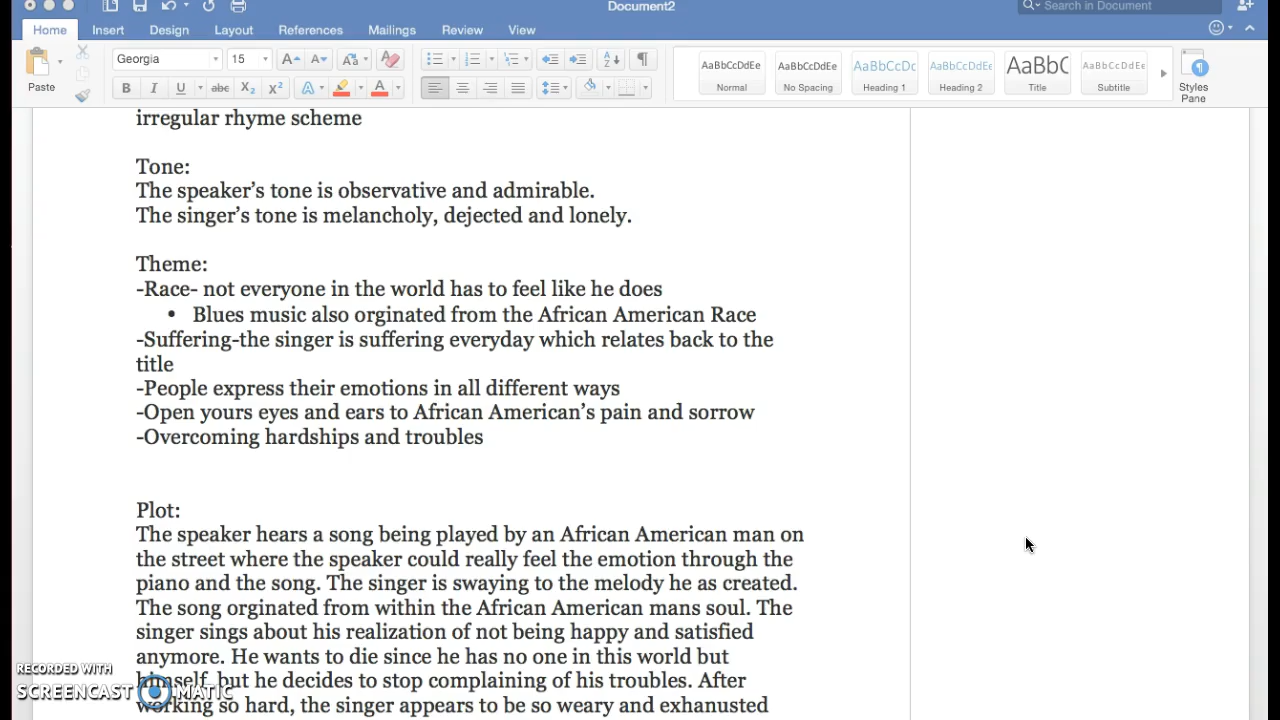 Document2
Search in Document
Home Insert Design Layout References Mailings Review View
Georgia 15
Paste
AaBbCcDdEe AaBbCcDdEe AaBbCcDc AaBbCcDdEe AaBbC AaBbCcDdEe
Normal No Spacing Heading 1 Heading 2 Title Subtitle
Styles
Pane
irregular rhyme scheme
Tone:
The speaker’s tone is observative and admirable.
The singer’s tone is melancholy, dejected and lonely.
Theme:
-Race- not everyone in the world has to feel like he does
• Blues music also orginated from the African American Race
-Suffering-the singer is suffering everyday which relates back to the
title
-People express their emotions in all different ways
-Open yours eyes and ears to African American’s pain and sorrow
-Overcoming hardships and troubles
Plot:
The speaker hears a song being played by an African American man on
the street where the speaker could really feel the emotion through the
piano and the song. The singer is swaying to the melody he as created.
The song orginated from within the African American mans soul. The
singer sings about his realization of not being happy and satisfied
anymore. He wants to die since he has no one in this world but
himself, but he decides to stop complaining of his troubles. After
working so hard, the singer appears to be so weary and exhanusted
RECORDED WITH
SCREENCAST MATIC